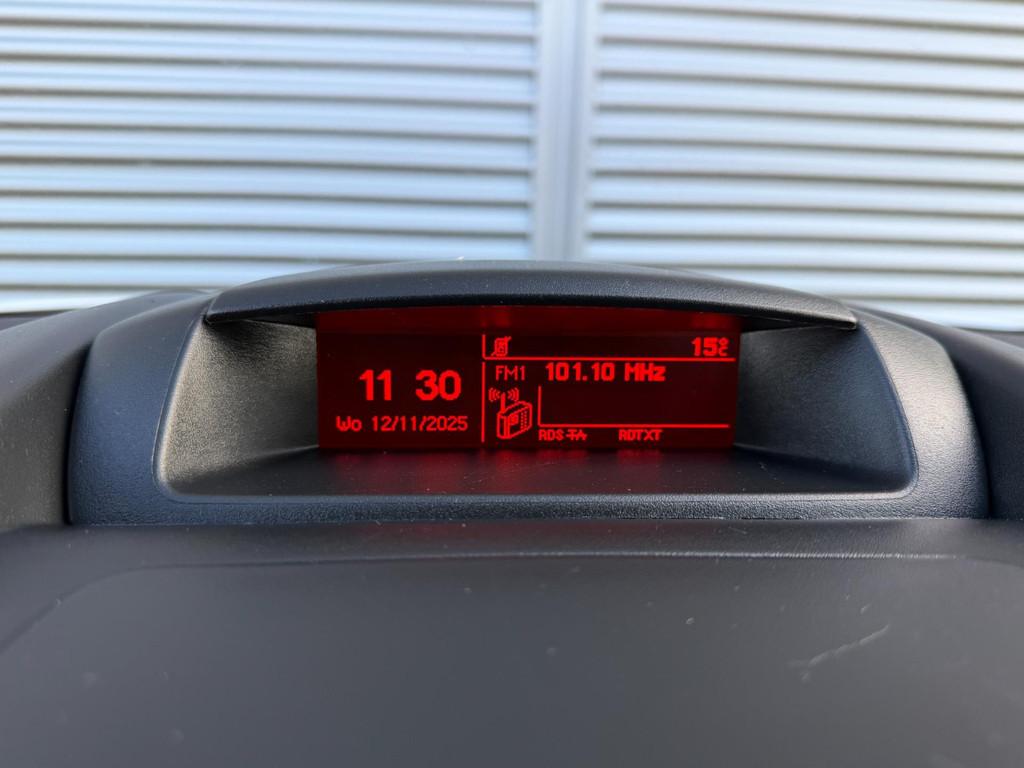 11 30
Wo 12/11/2025
15°C
FM1 101.10 MHz
RDS TA RDTXT